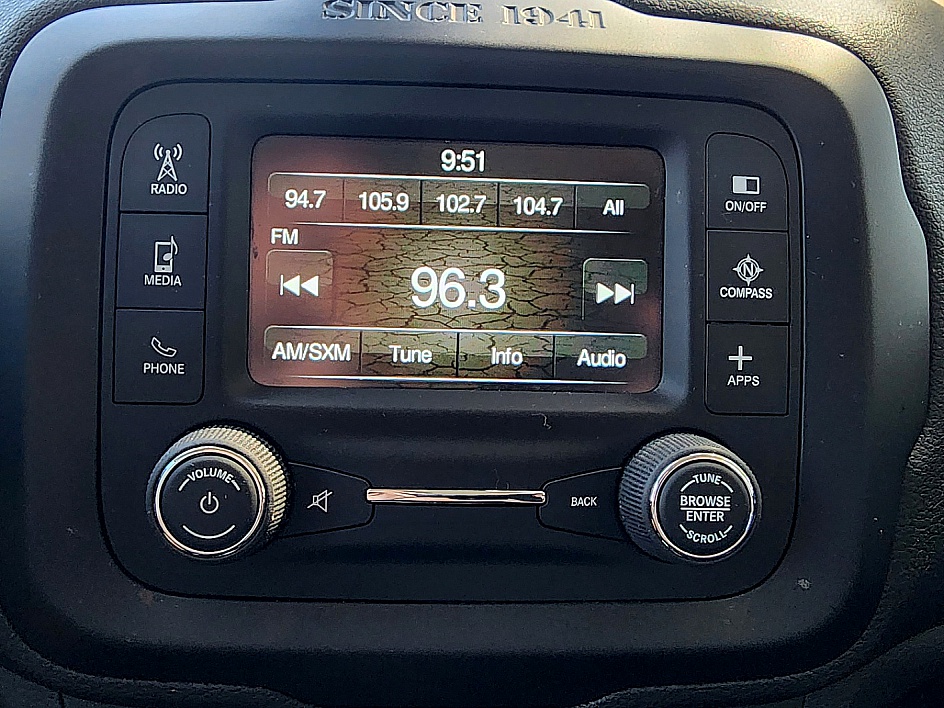 SINCE 1941
9:51
94.7 105.9 102.7 104.7 All
FM
96.3
AM/SXM Tune Info Audio
RADIO
MEDIA
PHONE
ON/OFF
N
COMPASS
APPS
VOLUME
BACK
TUNE
BROWSE
ENTER
SCROLL